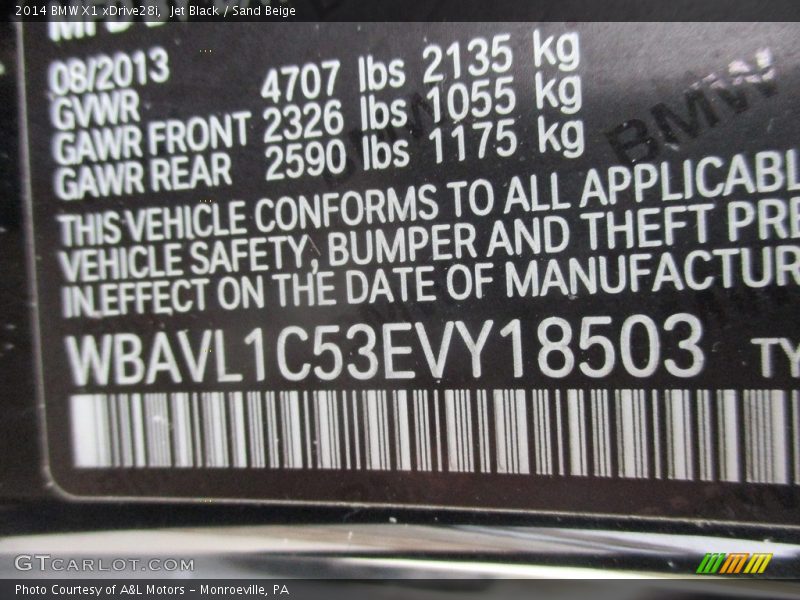 2014 BMW X1 xDrive28i,  Jet Black / Sand Beige
08/2013
GVWR 4707 lbs 2135 kg
GAWR FRONT 2326 lbs 1055 kg
GAWR REAR 2590 lbs 1175 kg
BMW
THIS VEHICLE CONFORMS TO ALL APPLICABL
VEHICLE SAFETY, BUMPER AND THEFT PRE
IN EFFECT ON THE DATE OF MANUFACTUR
WBAVL1C53EVY18503 TY
GTCARLOT.COM
Photo Courtesy of A&L Motors – Monroeville, PA